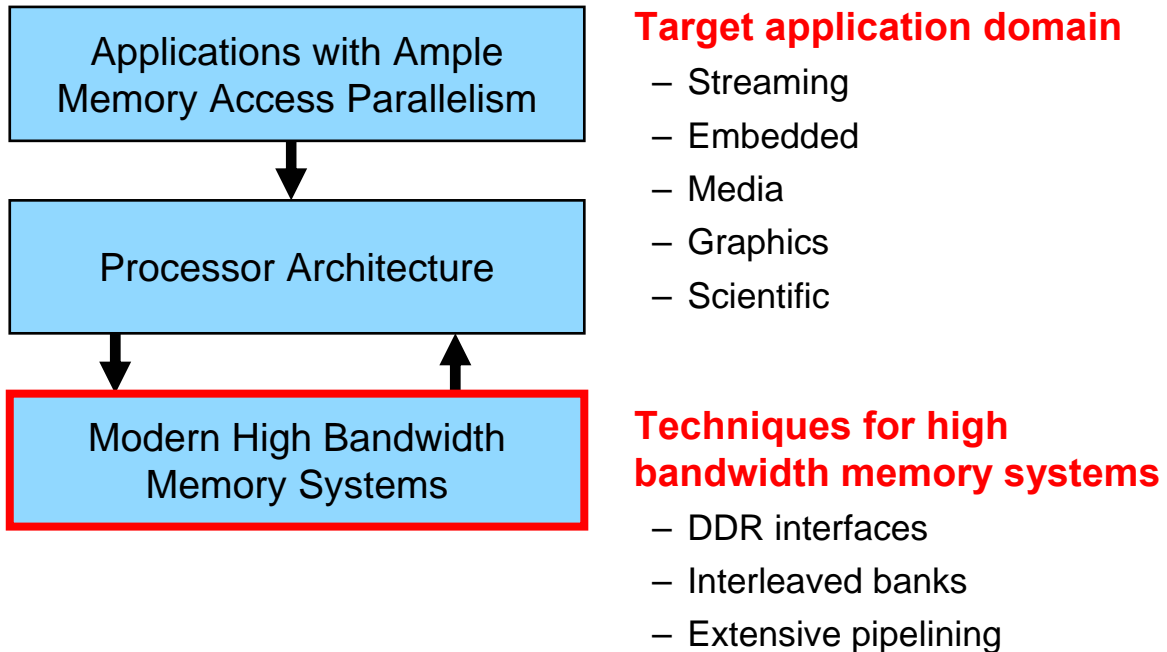 Applications with Ample
Memory Access Parallelism
Processor Architecture
Modern High Bandwidth
Memory Systems
Target application domain
– Streaming
– Embedded
– Media
– Graphics
– Scientific
Techniques for high
bandwidth memory systems
– DDR interfaces
– Interleaved banks
– Extensive pipelining